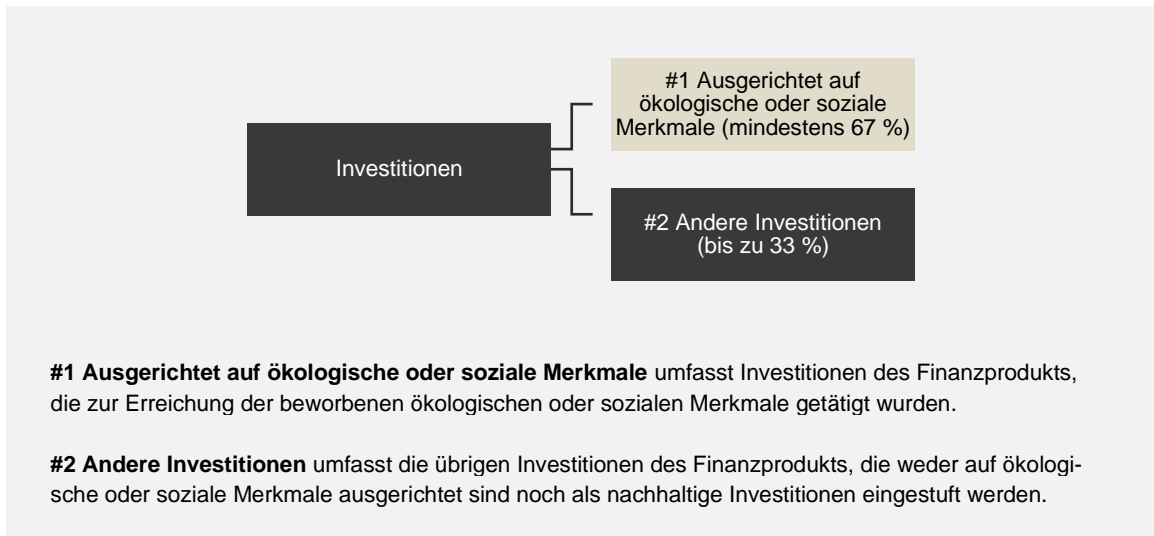 #1 Ausgerichtet auf
ökologische oder soziale
Merkmale (mindestens 67 %)
Investitionen
#2 Andere Investitionen
(bis zu 33 %)
#1 Ausgerichtet auf ökologische oder soziale Merkmale umfasst Investitionen des Finanzprodukts,
die zur Erreichung der beworbenen ökologischen oder sozialen Merkmale getätigt wurden.
#2 Andere Investitionen umfasst die übrigen Investitionen des Finanzprodukts, die weder auf ökologi-
sche oder soziale Merkmale ausgerichtet sind noch als nachhaltige Investitionen eingestuft werden.